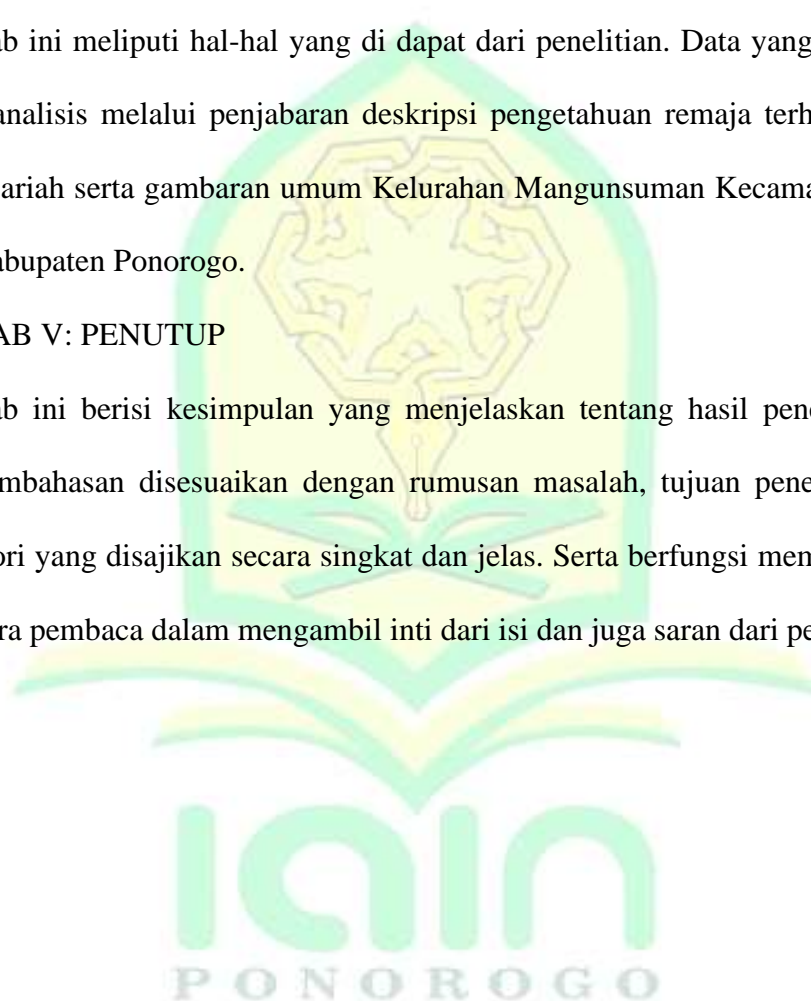 ab ini meliputi hal-hal yang di dapat dari penelitian. Data yang
analisis melalui penjabaran deskripsi pengetahuan remaja terh
ariah serta gambaran umum Kelurahan Mangunsuman Kecama
abupaten Ponorogo.
AB V: PENUTUP
ab ini berisi kesimpulan yang menjelaskan tentang hasil pen
mbahasan disesuaikan dengan rumusan masalah, tujuan pene
ori yang disajikan secara singkat dan jelas. Serta berfungsi mem
ra pembaca dalam mengambil inti dari isi dan juga saran dari pe
iain
PONOROGO